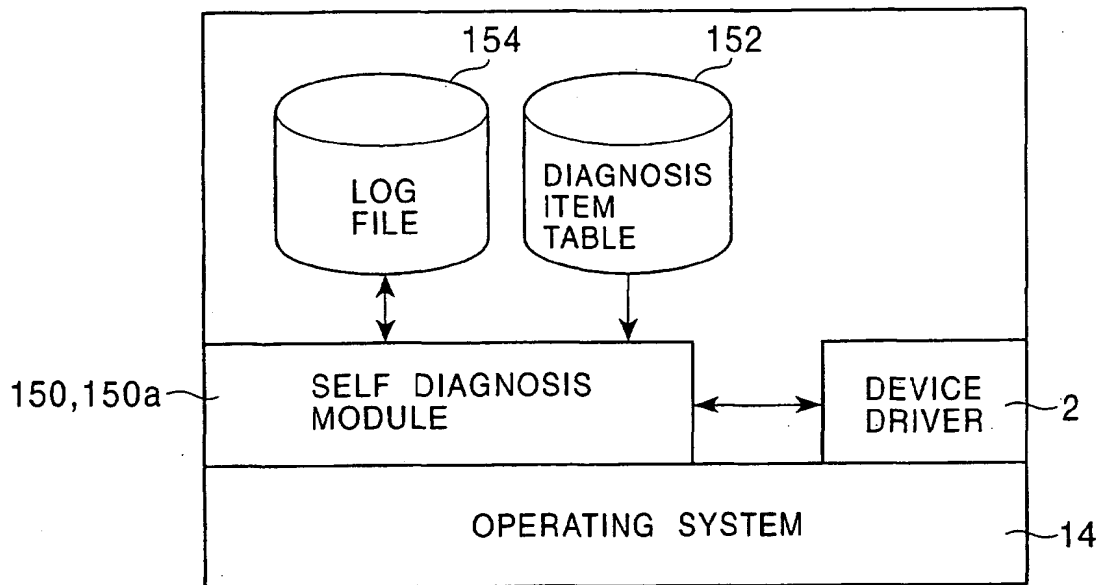 154
152
LOG
FILE
DIAGNOSIS
ITEM
TABLE
150,150a
SELF DIAGNOSIS
MODULE
DEVICE
DRIVER
2
OPERATING SYSTEM
14